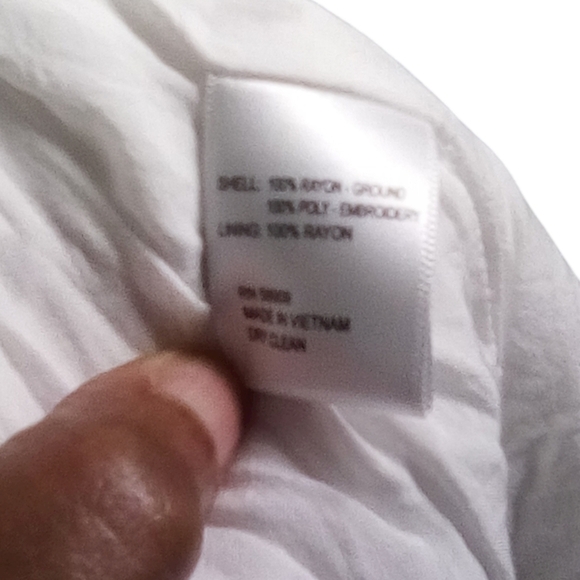 SHELL: 100% RAYON - GROUND
100% POLY - EMBROIDERY
LINING: 100% RAYON
RN
MADE IN VIETNAM
DRY CLEAN